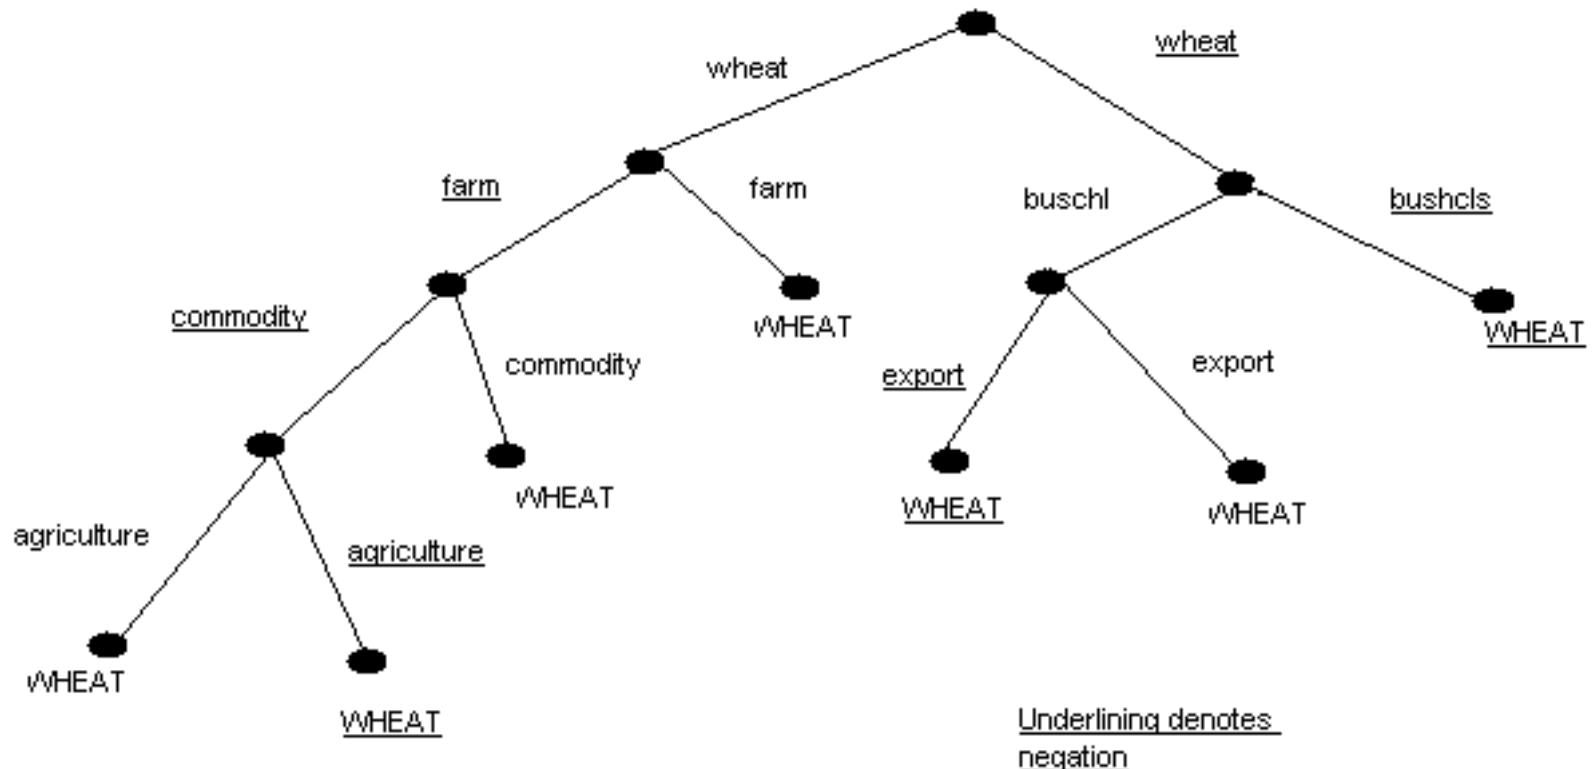 wheat
wheat
farm
farm
buschl
bushcls
commodity
commodity
WHEAT
WHEAT
export
export
WHEAT
WHEAT
WHEAT
agriculture
agriculture
WHEAT
WHEAT
Underlining denotes
negation